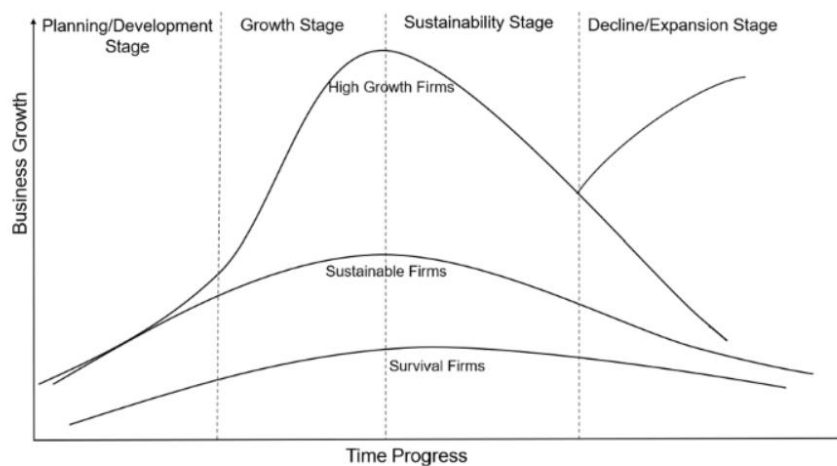 Planning/Development
Stage
Growth Stage
Sustainability Stage
Decline/Expansion Stage
High Growth Firms
Sustainable Firms
Survival Firms
Business Growth
Time Progress